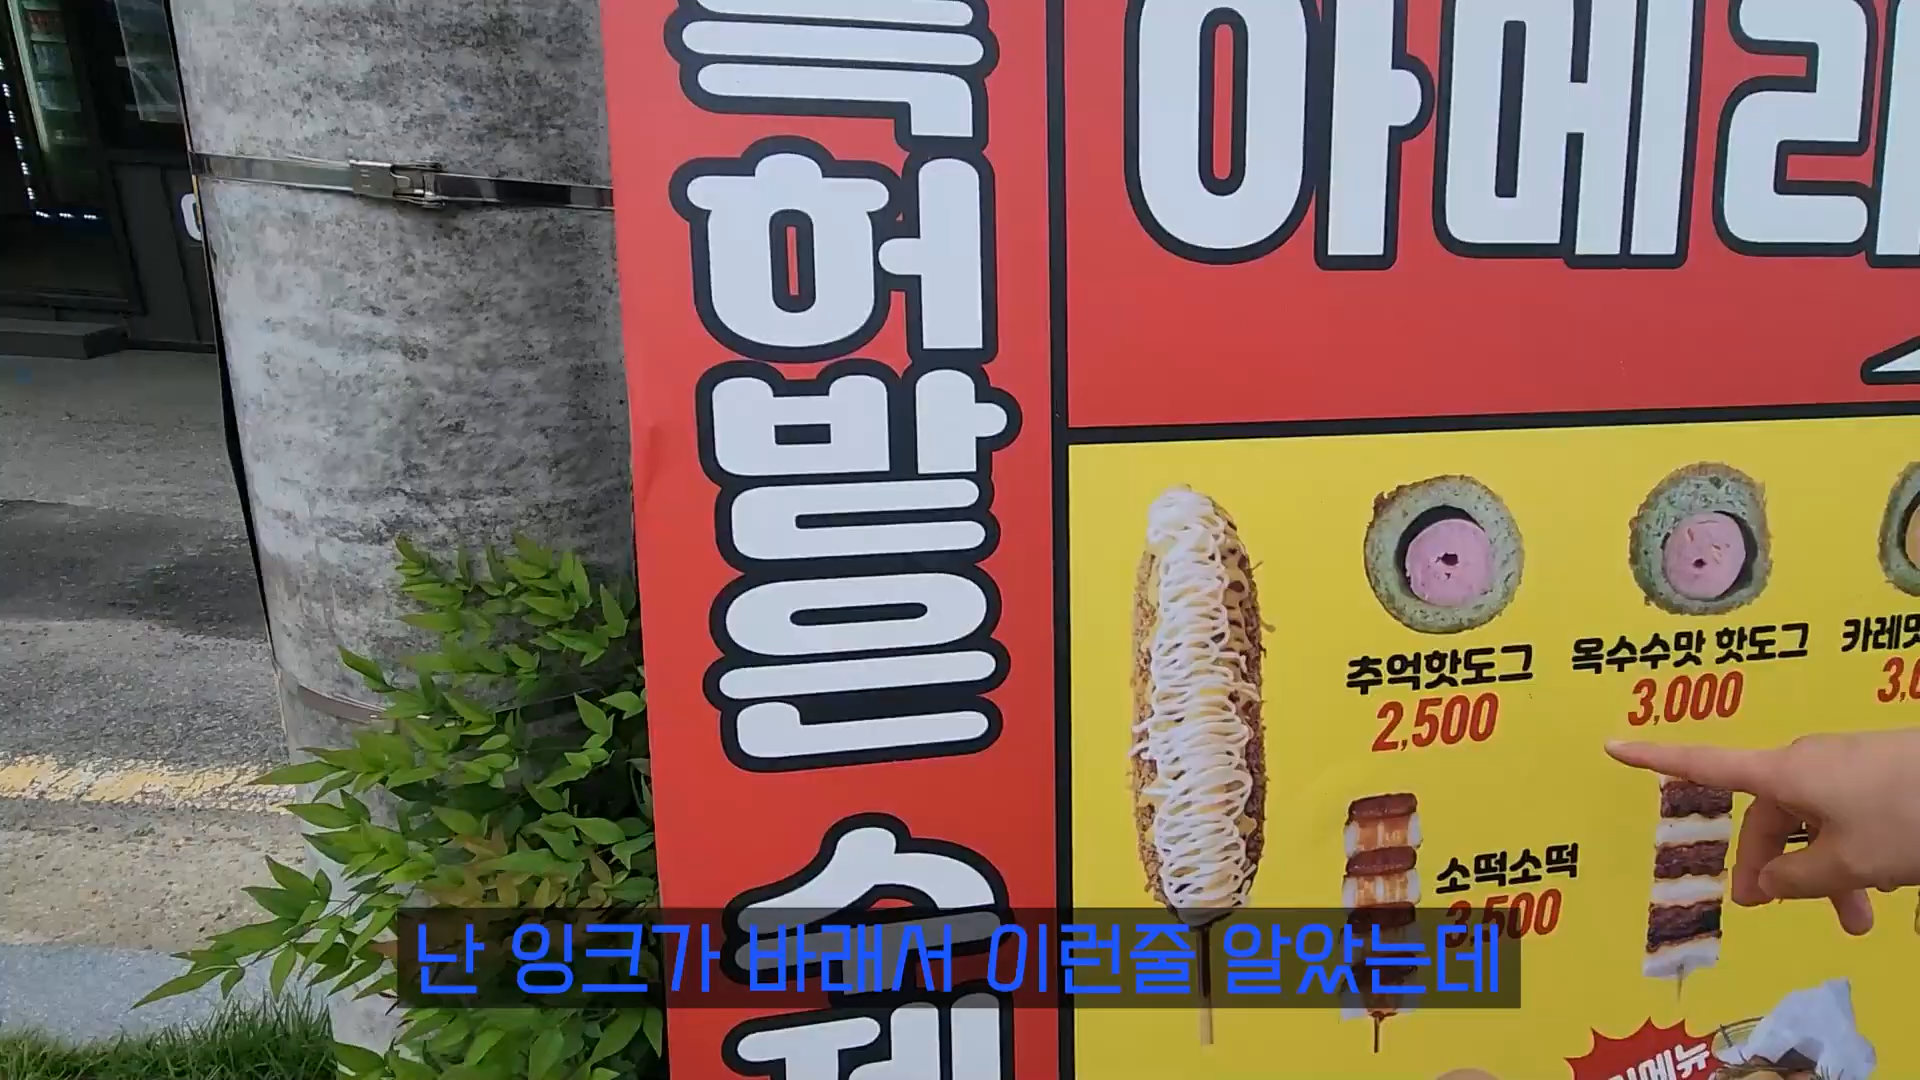 특허받은 수제
아메리
추억핫도그
2,500
옥수수맛 핫도그
3,000
카레맛
소떡소떡
3,500
난 잉크가 바래서 이런줄 알았는데